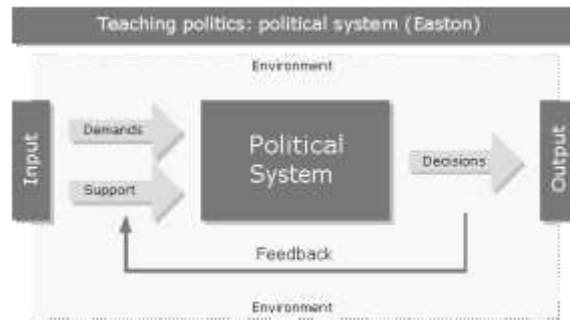 Teaching politics: political system (Easton)
Environment
Input
Demands
Support
Political
System
Decisions
Output
Feedback
Environment